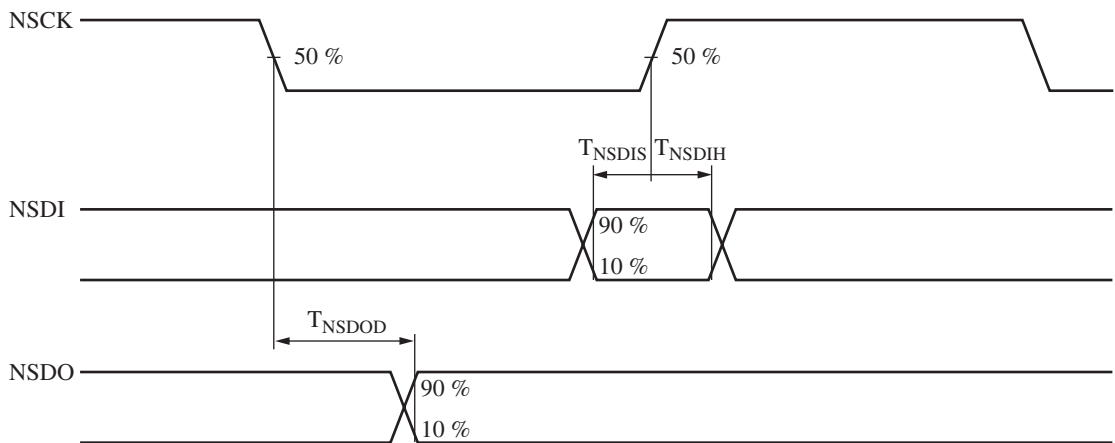 NSCK
50 %
50 %
TNSDIS TNSDIH
NSDI
90 %
10 %
TNSDOD
NSDO
90 %
10 %